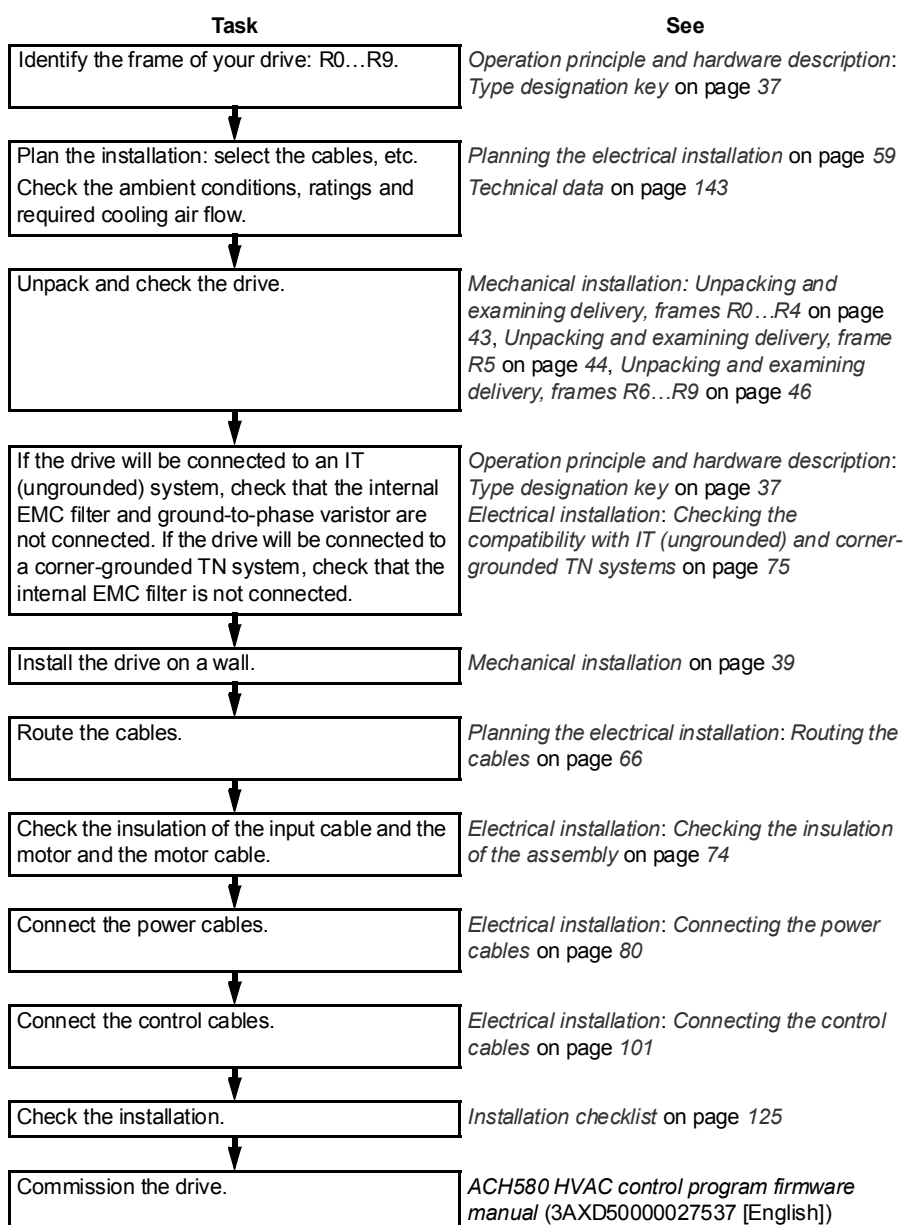 Task
See
Identify the frame of your drive: R0…R9.
Operation principle and hardware description:
Type designation key on page 37
Plan the installation: select the cables, etc.
Check the ambient conditions, ratings and
required cooling air flow.
Planning the electrical installation on page 59
Technical data on page 143
Unpack and check the drive.
Mechanical installation: Unpacking and
examining delivery, frames R0…R4 on page
43, Unpacking and examining delivery, frame
R5 on page 44, Unpacking and examining
delivery, frames R6…R9 on page 46
If the drive will be connected to an IT
(ungrounded) system, check that the internal
EMC filter and ground-to-phase varistor are
not connected. If the drive will be connected to
a corner-grounded TN system, check that the
internal EMC filter is not connected.
Operation principle and hardware description:
Type designation key on page 37
Electrical installation: Checking the
compatibility with IT (ungrounded) and corner-
grounded TN systems on page 75
Install the drive on a wall.
Mechanical installation on page 39
Route the cables.
Planning the electrical installation: Routing the
cables on page 66
Check the insulation of the input cable and the
motor and the motor cable.
Electrical installation: Checking the insulation
of the assembly on page 74
Connect the power cables.
Electrical installation: Connecting the power
cables on page 80
Connect the control cables.
Electrical installation: Connecting the control
cables on page 101
Check the installation.
Installation checklist on page 125
Commission the drive.
ACH580 HVAC control program firmware
manual (3AXD50000027537 [English])